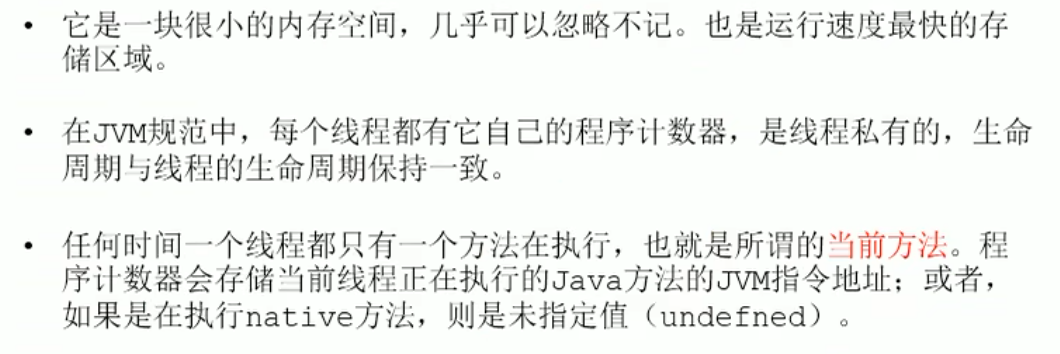 • 它是一块很小的内存空间，几乎可以忽略不记。也是运行速度最快的存
储区域。
• 在JVM规范中，每个线程都有它自己的程序计数器，是线程私有的，生命
周期与线程的生命周期保持一致。
• 任何时间一个线程都只有一个方法在执行，也就是所谓的当前方法。程
序计数器会存储当前线程正在执行的Java方法的JVM指令地址；或者，
如果是在执行native方法，则是未指定值（undefned）。